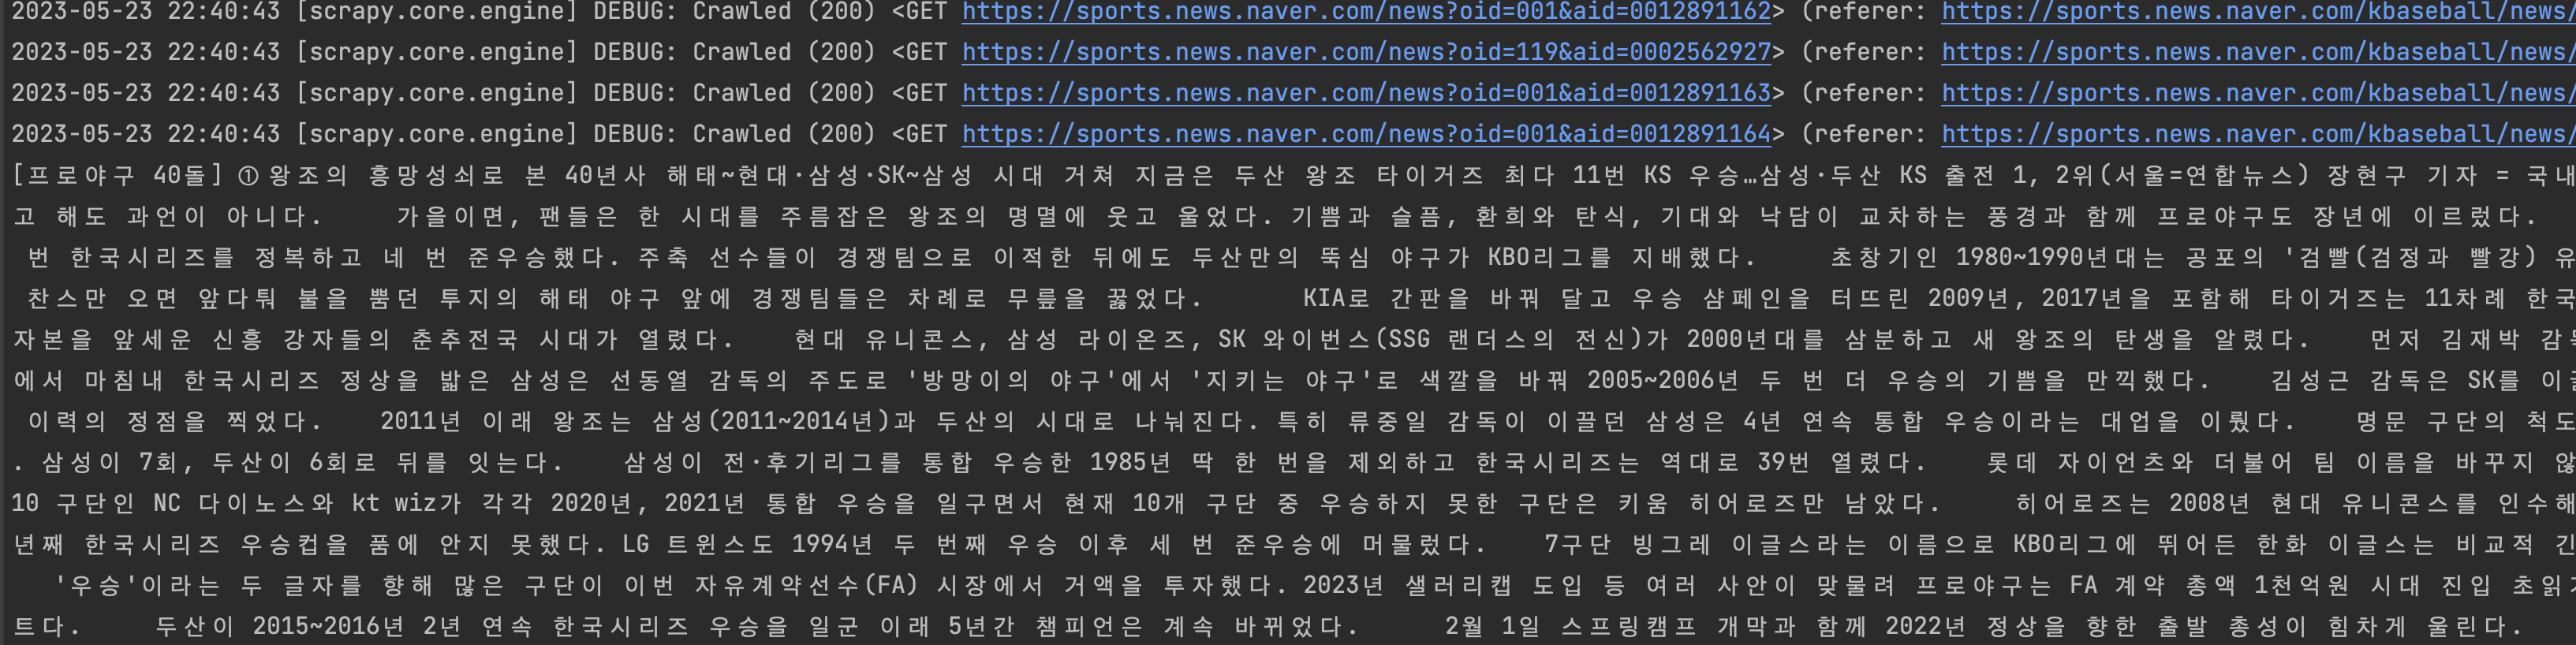 2023-05-23 22:40:43 [scrapy.core.engine] DEBUG: Crawled (200) <GET https://sports.news.naver.com/news?oid=001&aid=0012891162> (referer: https://sports.news.naver.com/kbaseball/news/
2023-05-23 22:40:43 [scrapy.core.engine] DEBUG: Crawled (200) <GET https://sports.news.naver.com/news?oid=119&aid=0002562927> (referer: https://sports.news.naver.com/kbaseball/news/
2023-05-23 22:40:43 [scrapy.core.engine] DEBUG: Crawled (200) <GET https://sports.news.naver.com/news?oid=001&aid=0012891163> (referer: https://sports.news.naver.com/kbaseball/news/
2023-05-23 22:40:43 [scrapy.core.engine] DEBUG: Crawled (200) <GET https://sports.news.naver.com/news?oid=001&aid=0012891164> (referer: https://sports.news.naver.com/kbaseball/news/
[프로야구 40돌] ① 왕조의 흥망성쇠로 본 40년사 해태~현대·삼성·SK~삼성 시대 거쳐 지금은 두산 왕조 타이거즈 최다 11번 KS 우승…삼성·두산 KS 출전 1, 2위(서울=연합뉴스) 장현구 기자 = 국내
고 해도 과언이 아니다. 가을이면, 팬들은 한 시대를 주름잡은 왕조의 명멸에 웃고 울었다. 기쁨과 슬픔, 환희와 탄식, 기대와 낙담이 교차하는 풍경과 함께 프로야구도 장년에 이르렀다.
번 한국시리즈를 정복하고 네 번 준우승했다. 주축 선수들이 경쟁팀으로 이적한 뒤에도 두산만의 뚝심 야구가 KBO리그를 지배했다. 초창기인 1980~1990년대는 공포의 '검빨(검정과 빨강) 유
찬스만 오면 앞다퉈 불을 뿜던 투지의 해태 야구 앞에 경쟁팀들은 차례로 무릎을 꿇었다. KIA로 간판을 바꿔 달고 우승 샴페인을 터뜨린 2009년, 2017년을 포함해 타이거즈는 11차례 한국
자본을 앞세운 신흥 강자들의 춘추전국 시대가 열렸다. 현대 유니콘스, 삼성 라이온즈, SK 와이번스(SSG 랜더스의 전신)가 2000년대를 삼분하고 새 왕조의 탄생을 알렸다. 먼저 김재박 감독
에서 마침내 한국시리즈 정상을 밟은 삼성은 선동열 감독의 주도로 '방망이의 야구'에서 '지키는 야구'로 색깔을 바꿔 2005~2006년 두 번 더 우승의 기쁨을 만끽했다. 김성근 감독은 SK를 이끌
이력의 정점을 찍었다. 2011년 이래 왕조는 삼성(2011~2014년)과 두산의 시대로 나눠진다. 특히 류중일 감독이 이끌던 삼성은 4년 연속 통합 우승이라는 대업을 이뤘다. 명문 구단의 척도
. 삼성이 7회, 두산이 6회로 뒤를 잇는다. 삼성이 전·후기리그를 통합 우승한 1985년 딱 한 번을 제외하고 한국시리즈는 역대로 39번 열렸다. 롯데 자이언츠와 더불어 팀 이름을 바꾸지 않
10 구단인 NC 다이노스와 kt wiz가 각각 2020년, 2021년 통합 우승을 일구면서 현재 10개 구단 중 우승하지 못한 구단은 키움 히어로즈만 남았다. 히어로즈는 2008년 현대 유니콘스를 인수해
년째 한국시리즈 우승컵을 품에 안지 못했다. LG 트윈스도 1994년 두 번째 우승 이후 세 번 준우승에 머물렀다. 7구단 빙그레 이글스라는 이름으로 KBO리그에 뛰어든 한화 이글스는 비교적 긴
'우승'이라는 두 글자를 향해 많은 구단이 이번 자유계약선수(FA) 시장에서 거액을 투자했다. 2023년 샐러리캡 도입 등 여러 사안이 맞물려 프로야구는 FA 계약 총액 1천억원 시대 진입 초읽
트다. 두산이 2015~2016년 2년 연속 한국시리즈 우승을 일군 이래 5년간 챔피언은 계속 바뀌었다. 2월 1일 스프링캠프 개막과 함께 2022년 정상을 향한 출발 총성이 힘차게 울린다.